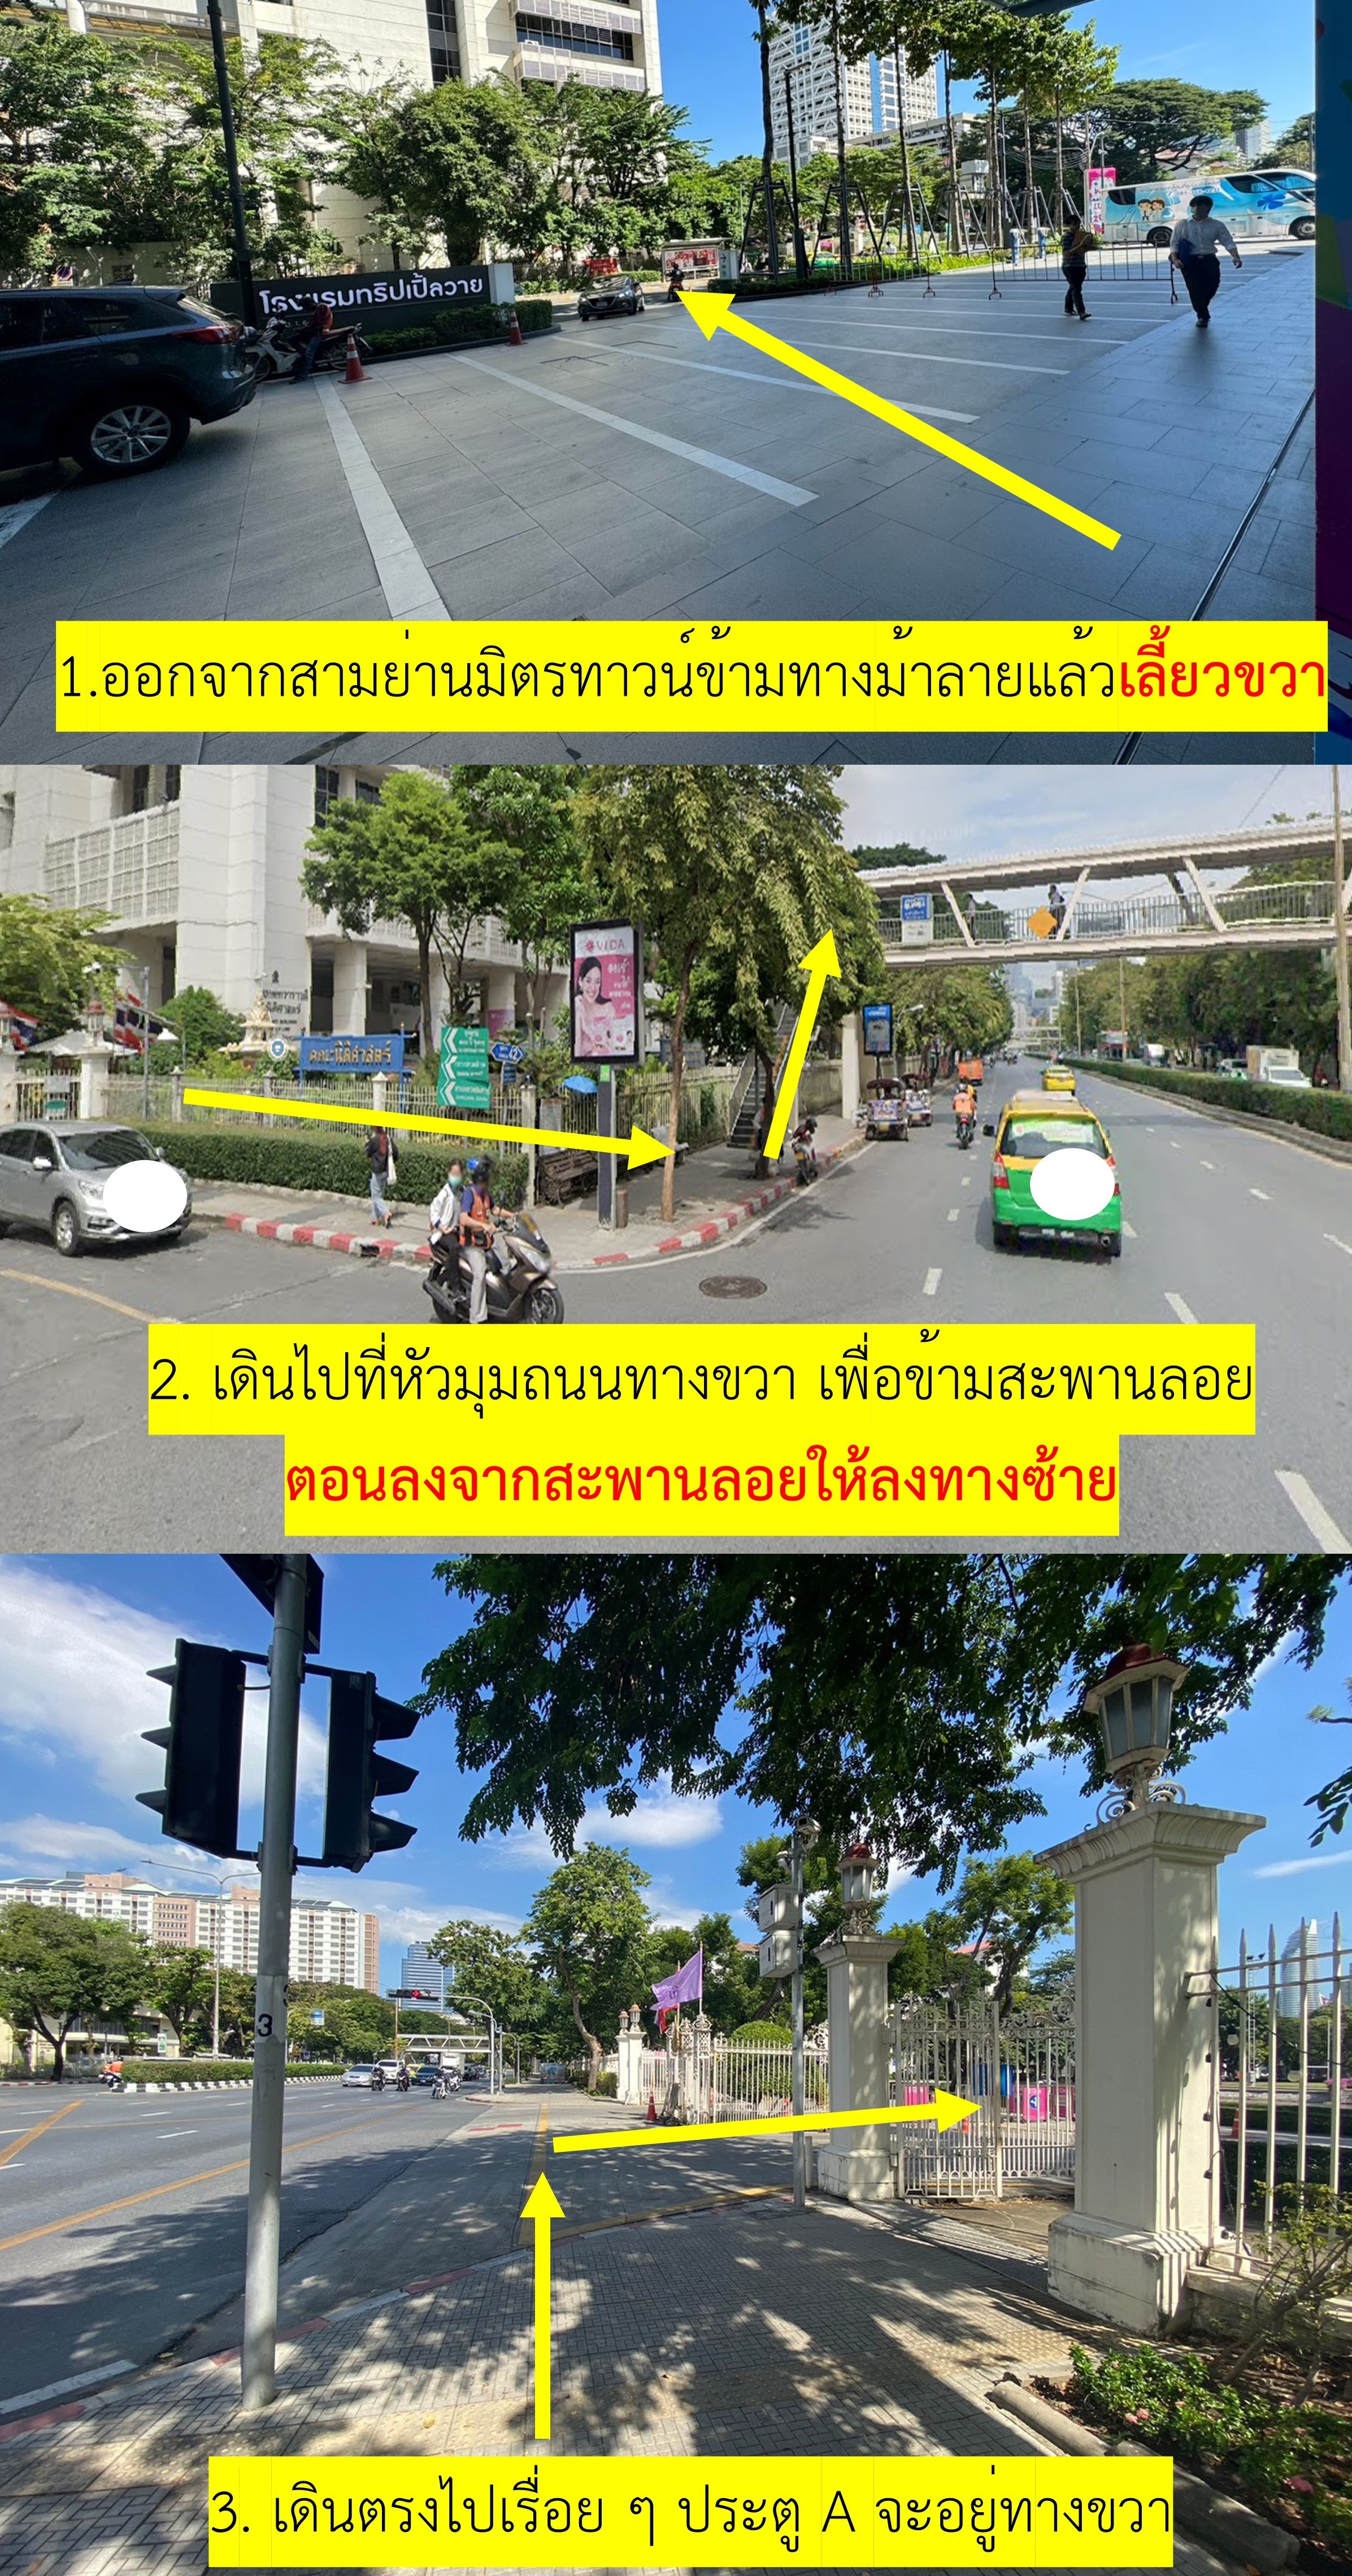 โรงแรมทริปเปิ้ลวาย
1.ออกจากสามย่านมิตรทาวน์ข้ามทางม้าลายแล้วเลี้ยวขวา
VIDA
คณะนิติศาสตร์
42
2. เดินไปที่หัวมุมถนนทางขวา เพื่อข้ามสะพานลอย
ตอนลงจากสะพานลอยให้ลงทางซ้าย
3
3. เดินตรงไปเรื่อย ๆ ประตู A จะอยู่ทางขวา